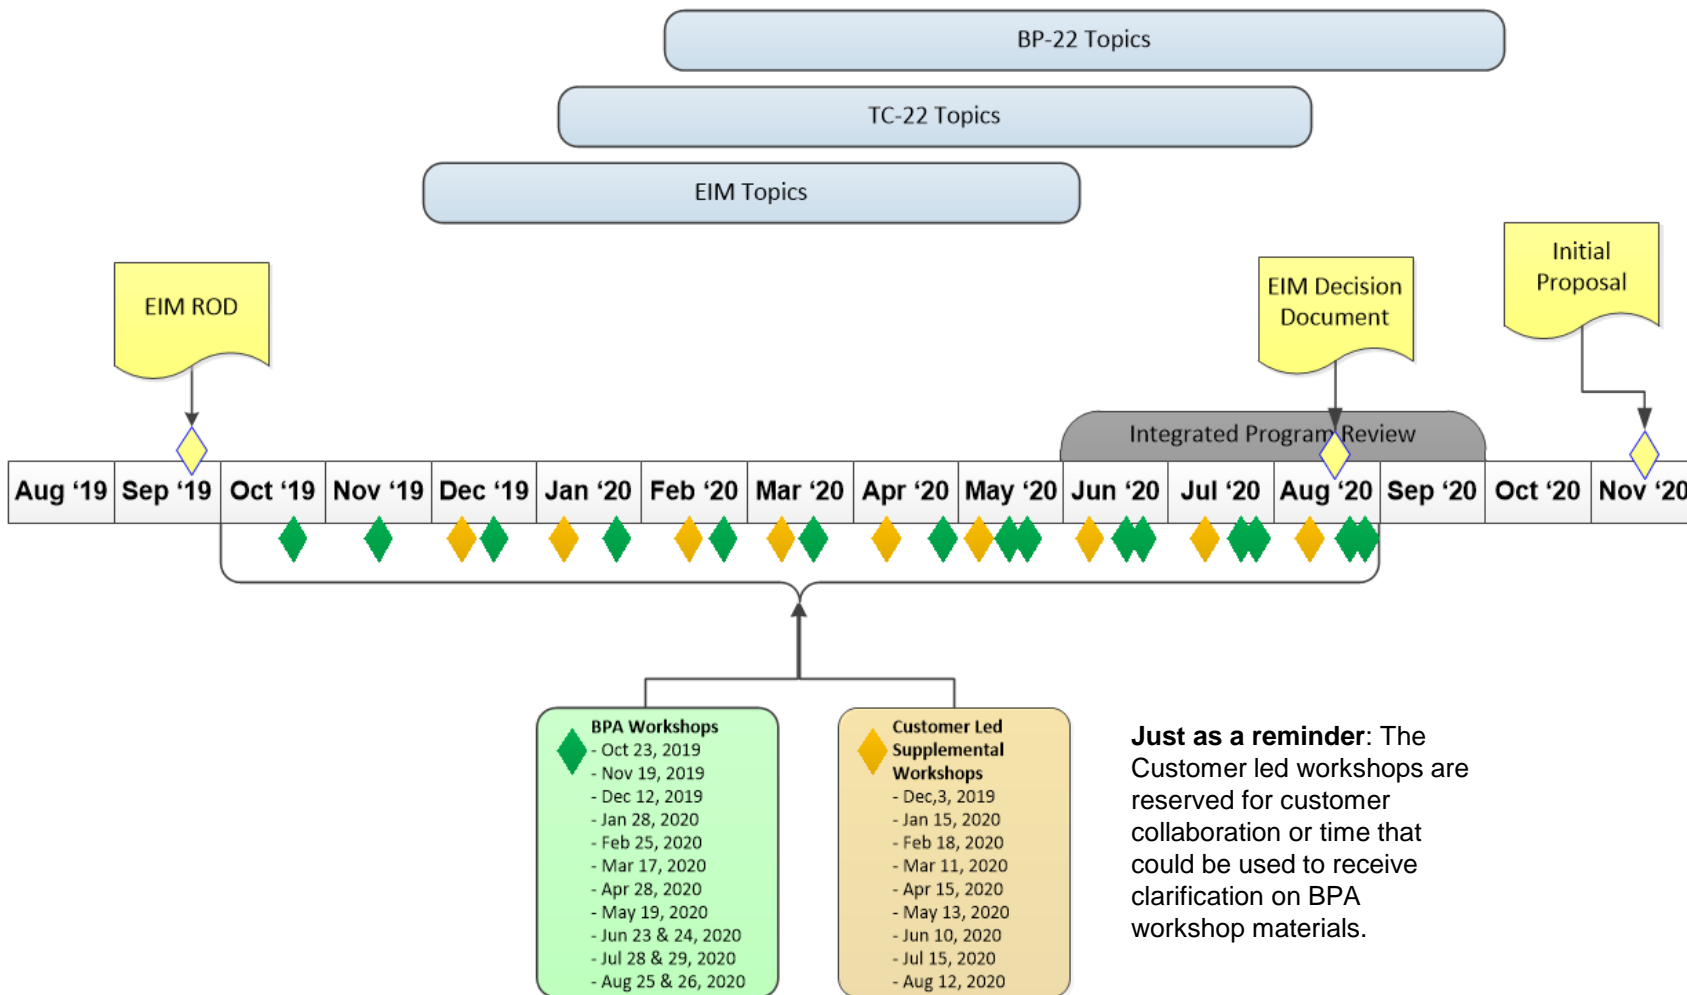 BP-22 Topics
TC-22 Topics
EIM Topics
EIM ROD
EIM Decision
Document
Initial
Proposal
Integrated Program Review
Aug ‘19 Sep ‘19 Oct ‘19 Nov ‘19 Dec ‘19 Jan ‘20 Feb ‘20 Mar ‘20 Apr ‘20 May ‘20 Jun ‘20 Jul ‘20 Aug ‘20 Sep ‘20 Oct ‘20 Nov ‘20
BPA Workshops
- Oct 23, 2019
- Nov 19, 2019
- Dec 12, 2019
- Jan 28, 2020
- Feb 25, 2020
- Mar 17, 2020
- Apr 28, 2020
- May 19, 2020
- Jun 23 & 24, 2020
- Jul 28 & 29, 2020
- Aug 25 & 26, 2020
Customer Led
Supplemental
Workshops
- Dec,3, 2019
- Jan 15, 2020
- Feb 18, 2020
- Mar 11, 2020
- Apr 15, 2020
- May 13, 2020
- Jun 10, 2020
- Jul 15, 2020
- Aug 12, 2020
Just as a reminder: The
Customer led workshops are
reserved for customer
collaboration or time that
could be used to receive
clarification on BPA
workshop materials.